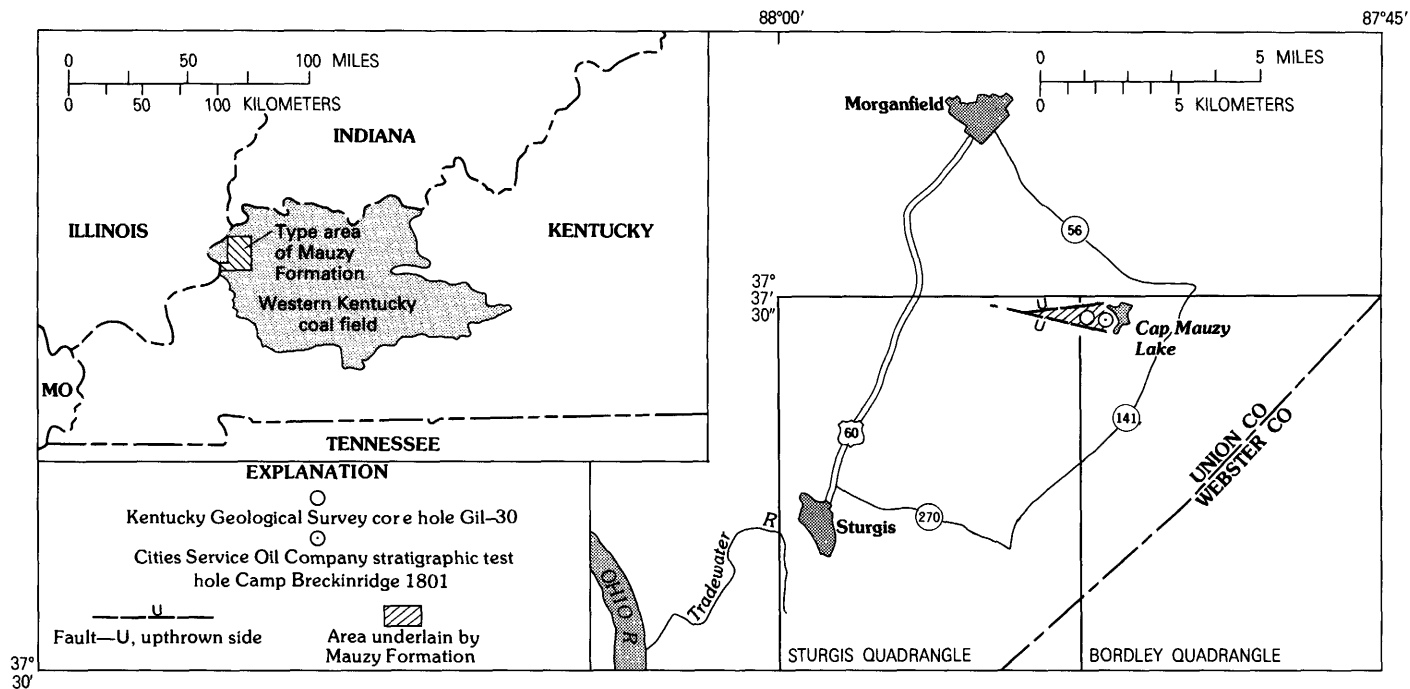 88°00'
87°45'
0 50 100 MILES
0 50 100 KILOMETERS
INDIANA
ILLINOIS
KENTUCKY
Type area
of Mauzy
Formation
Western Kentucky
coal field
MO
TENNESSEE
EXPLANATION
Kentucky Geological Survey core hole Gil–30
Cities Service Oil Company stratigraphic test
hole Camp Breckinridge 1801
U
Fault—U, upthrown side
Area underlain by
Mauzy Formation
37°
30'
0 5 MILES
0 5 KILOMETERS
Morganfield
56
37°
37'
30"
U
U
Cap Mauzy
Lake
141
UNION CO
WEBSTER CO
60
Sturgis
270
Tradewater R
OHIO R
STURGIS QUADRANGLE
BORDLEY QUADRANGLE